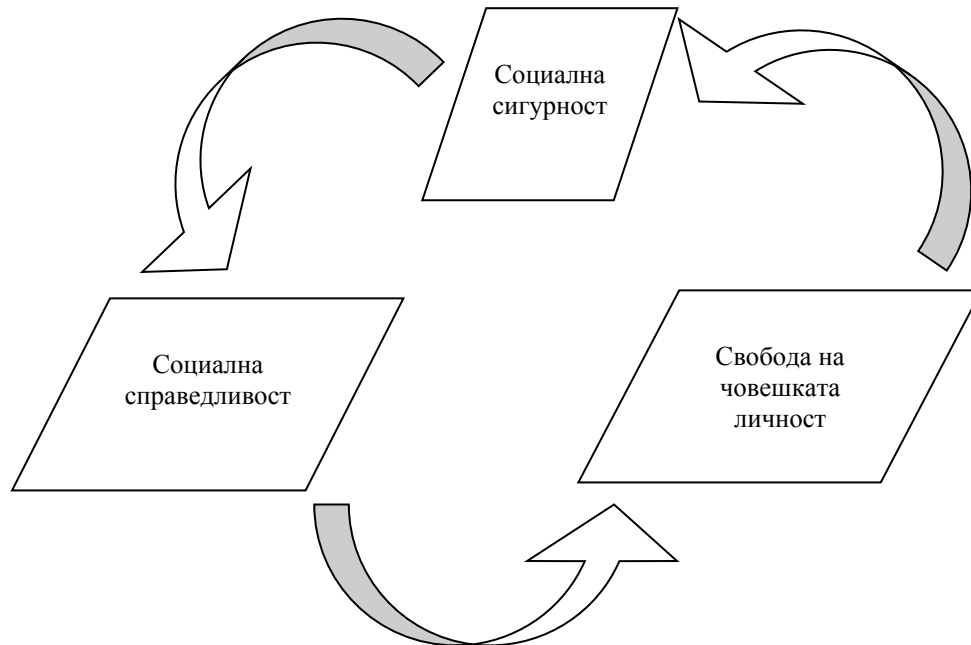 Социална
сигурност
Социална
справедливост
Свобода на
човешката
личност